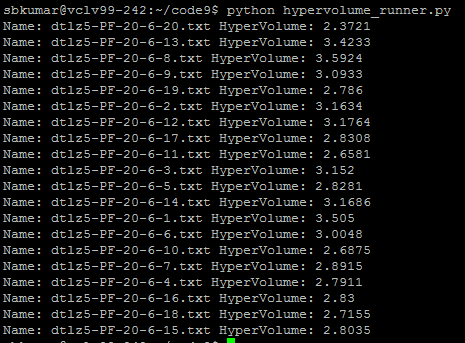 sbkumar@vclv99-242:~/code9$ python hypervolume_runner.py
Name: dtlz5-PF-20-6-20.txt HyperVolume: 2.3721
Name: dtlz5-PF-20-6-13.txt HyperVolume: 3.4233
Name: dtlz5-PF-20-6-8.txt HyperVolume: 3.5924
Name: dtlz5-PF-20-6-9.txt HyperVolume: 3.0933
Name: dtlz5-PF-20-6-19.txt HyperVolume: 2.786
Name: dtlz5-PF-20-6-2.txt HyperVolume: 3.1634
Name: dtlz5-PF-20-6-12.txt HyperVolume: 3.1764
Name: dtlz5-PF-20-6-17.txt HyperVolume: 2.8308
Name: dtlz5-PF-20-6-11.txt HyperVolume: 2.6581
Name: dtlz5-PF-20-6-3.txt HyperVolume: 3.152
Name: dtlz5-PF-20-6-5.txt HyperVolume: 2.8281
Name: dtlz5-PF-20-6-14.txt HyperVolume: 3.1686
Name: dtlz5-PF-20-6-1.txt HyperVolume: 3.505
Name: dtlz5-PF-20-6-6.txt HyperVolume: 3.0048
Name: dtlz5-PF-20-6-10.txt HyperVolume: 2.6875
Name: dtlz5-PF-20-6-7.txt HyperVolume: 2.8915
Name: dtlz5-PF-20-6-4.txt HyperVolume: 2.7911
Name: dtlz5-PF-20-6-16.txt HyperVolume: 2.83
Name: dtlz5-PF-20-6-18.txt HyperVolume: 2.7155
Name: dtlz5-PF-20-6-15.txt HyperVolume: 2.8035